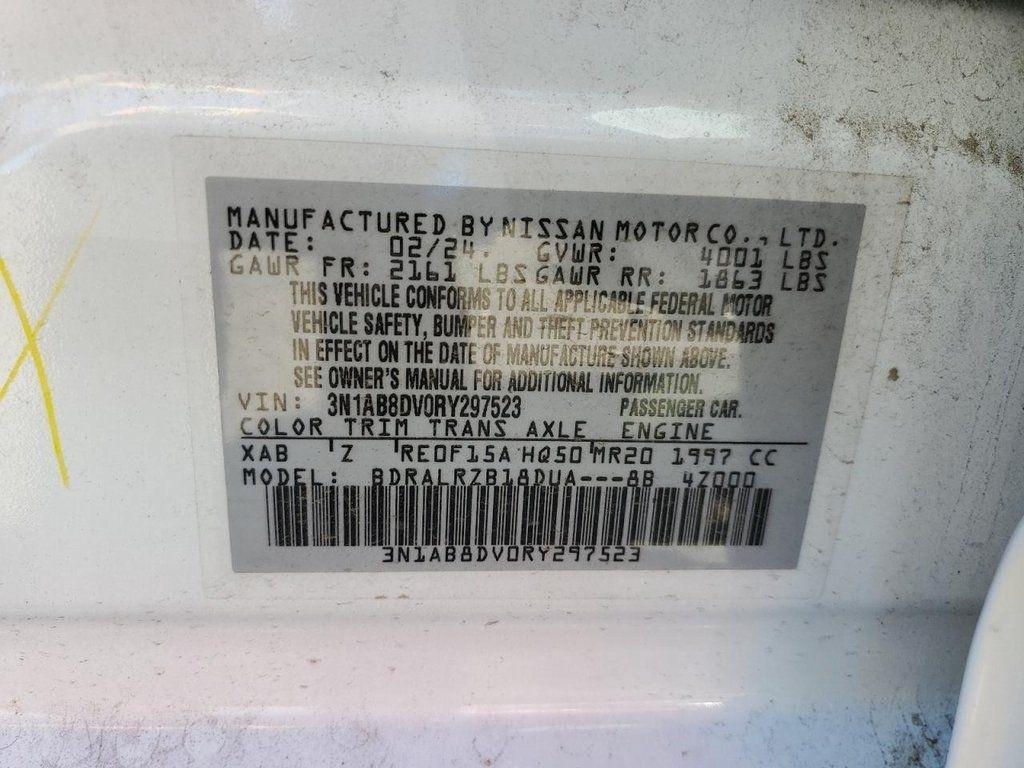 MANUFACTURED BY NISSAN MOTOR CO., LTD.
DATE: 02/24. GVWR: 4001 LBS
GAWR FR: 2161 LBS GAWR RR: 1863 LBS
THIS VEHICLE CONFORMS TO ALL APPLICABLE FEDERAL MOTOR
VEHICLE SAFETY, BUMPER AND THEFT PREVENTION STANDARDS
IN EFFECT ON THE DATE OF MANUFACTURE SHOWN ABOVE.
SEE OWNER'S MANUAL FOR ADDITIONAL INFORMATION.
VIN: 3N1AB8DV0RY297523 PASSENGER CAR.
COLOR TRIM TRANS AXLE ENGINE
XAB Z RE0F15A HQ50 MR20 1997 CC
MODEL: BDRALRZB18DUA---8B 4Z000
3N1AB8DV0RY297523